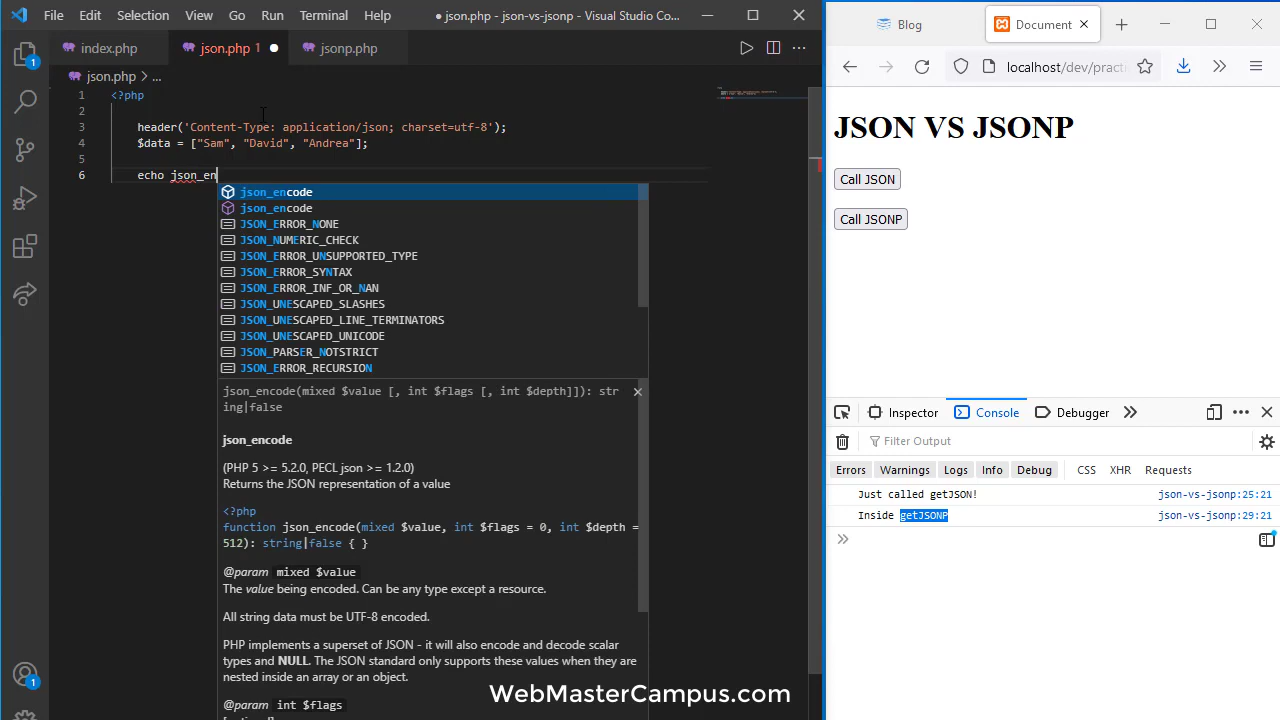 File Edit Selection View Go Run Terminal Help ● json.php - json-vs-jsonp - Visual Studio Co...
index.php json.php 1 jsonp.php
json.php > ...
1 <?php
2
3 header('Content-Type: application/json; charset=utf-8');
4 $data = ["Sam", "David", "Andrea"];
5
6 echo json_en
json_encode
json_encode
JSON_ERROR_NONE
JSON_NUMERIC_CHECK
JSON_ERROR_UNSUPPORTED_TYPE
JSON_ERROR_SYNTAX
JSON_ERROR_INF_OR_NAN
JSON_UNESCAPED_SLASHES
JSON_UNESCAPED_LINE_TERMINATORS
JSON_UNESCAPED_UNICODE
JSON_PARSER_NOTSTRICT
JSON_ERROR_RECURSION
json_encode(mixed $value [, int $flags [, int $depth]]): str
ing|false
json_encode
(PHP 5 >= 5.2.0, PECL json >= 1.2.0)
Returns the JSON representation of a value
<?php
function json_encode(mixed $value, int $flags = 0, int $depth =
512): string|false { }
@param mixed $value
The value being encoded. Can be any type except a resource.
All string data must be UTF-8 encoded.
PHP implements a superset of JSON - it will also encode and decode scalar
types and NULL. The JSON standard only supports these values when they are
nested inside an array or an object.
@param int $flags
1
1
Blog Document
localhost/dev/practi
JSON VS JSONP
Call JSON
Call JSONP
Inspector Console Debugger
Filter Output
Errors Warnings Logs Info Debug CSS XHR Requests
Just called getJSON! json-vs-jsonp:25:21
Inside getJSONP json-vs-jsonp:29:21
WebMasterCampus.com